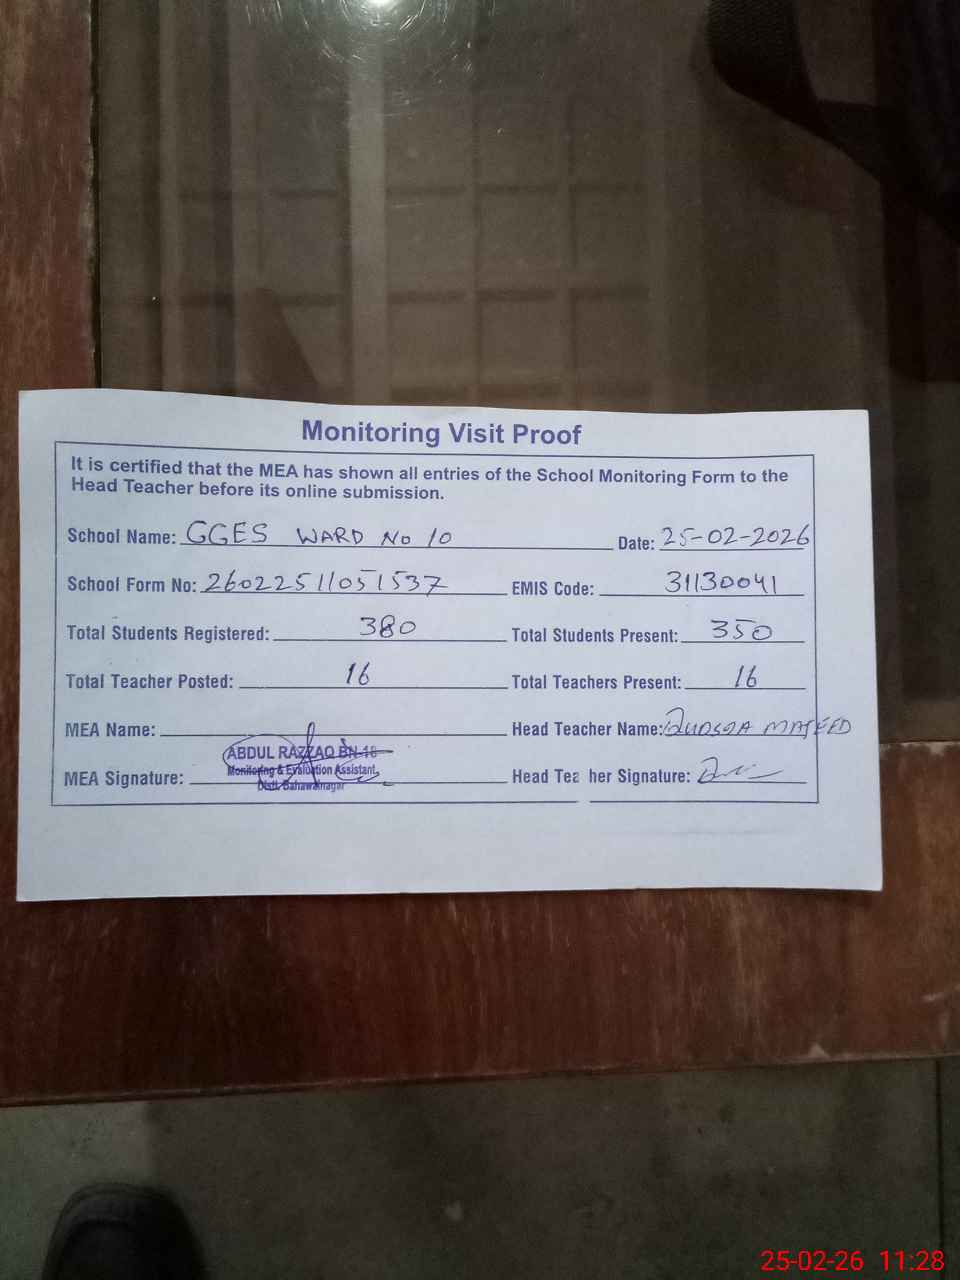 Monitoring Visit Proof
It is certified that the MEA has shown all entries of the School Monitoring Form to the
Head Teacher before its online submission.
School Name: GGES WARD No 10 Date: 25-02-2026
School Form No: 26022511051537 EMIS Code: 31130041
Total Students Registered: 380 Total Students Present: 350
Total Teacher Posted: 16 Total Teachers Present: 16
MEA Name: Head Teacher Name: MAJEED
ABDUL RAZZAQ BN-18
Monitoring & Evaluation Assistant,
MEA Signature: Head Teacher Signature:
Distt. Bahawalnagar
25-02-26 11:28